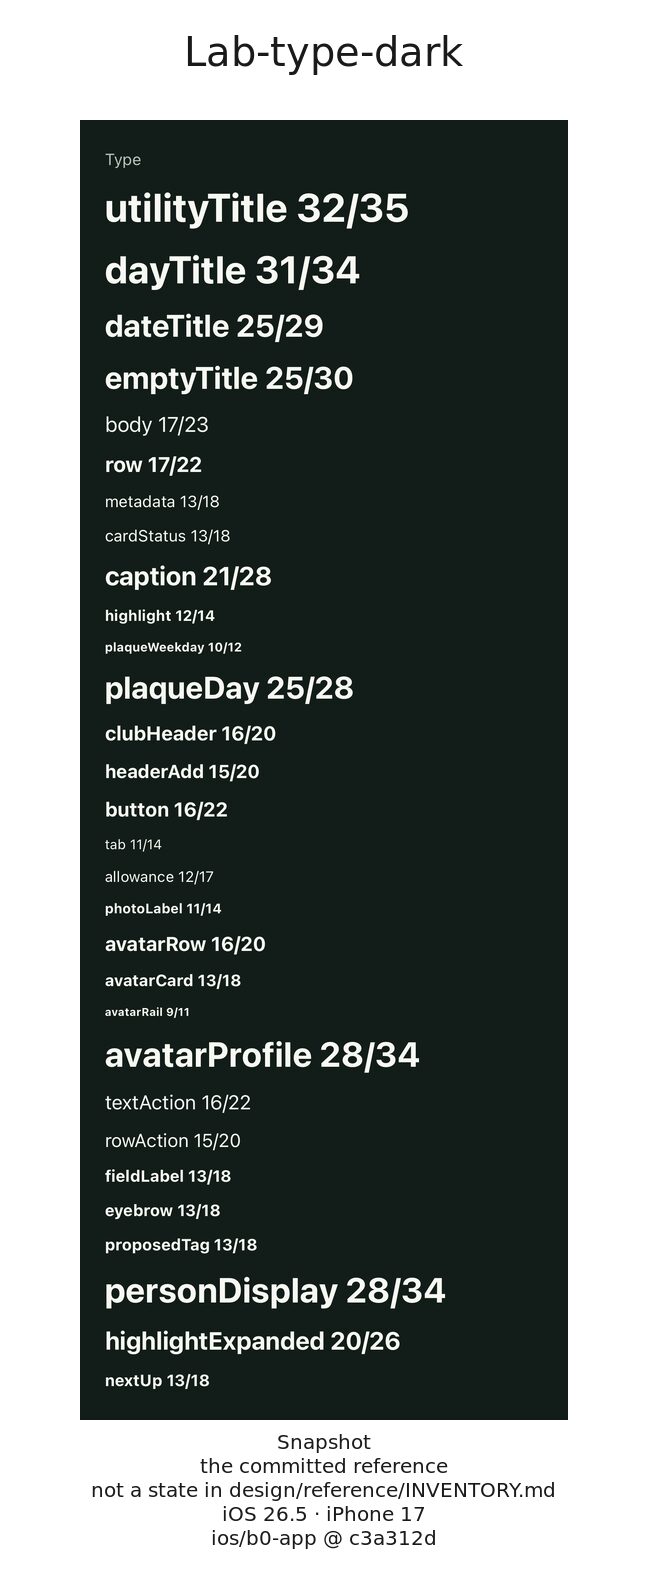 Lab-type-dark
Type
utilityTitle 32/35
dayTitle 31/34
dateTitle 25/29
emptyTitle 25/30
body 17/23
row 17/22
metadata 13/18
cardStatus 13/18
caption 21/28
highlight 12/14
plaqueWeekday 10/12
plaqueDay 25/28
clubHeader 16/20
headerAdd 15/20
button 16/22
tab 11/14
allowance 12/17
photoLabel 11/14
avatarRow 16/20
avatarCard 13/18
avatarRail 9/11
avatarProfile 28/34
textAction 16/22
rowAction 15/20
fieldLabel 13/18
eyebrow 13/18
proposedTag 13/18
personDisplay 28/34
highlightExpanded 20/26
nextUp 13/18
Snapshot
the committed reference
not a state in design/reference/INVENTORY.md
iOS 26.5 · iPhone 17
ios/b0-app @ c3a312d